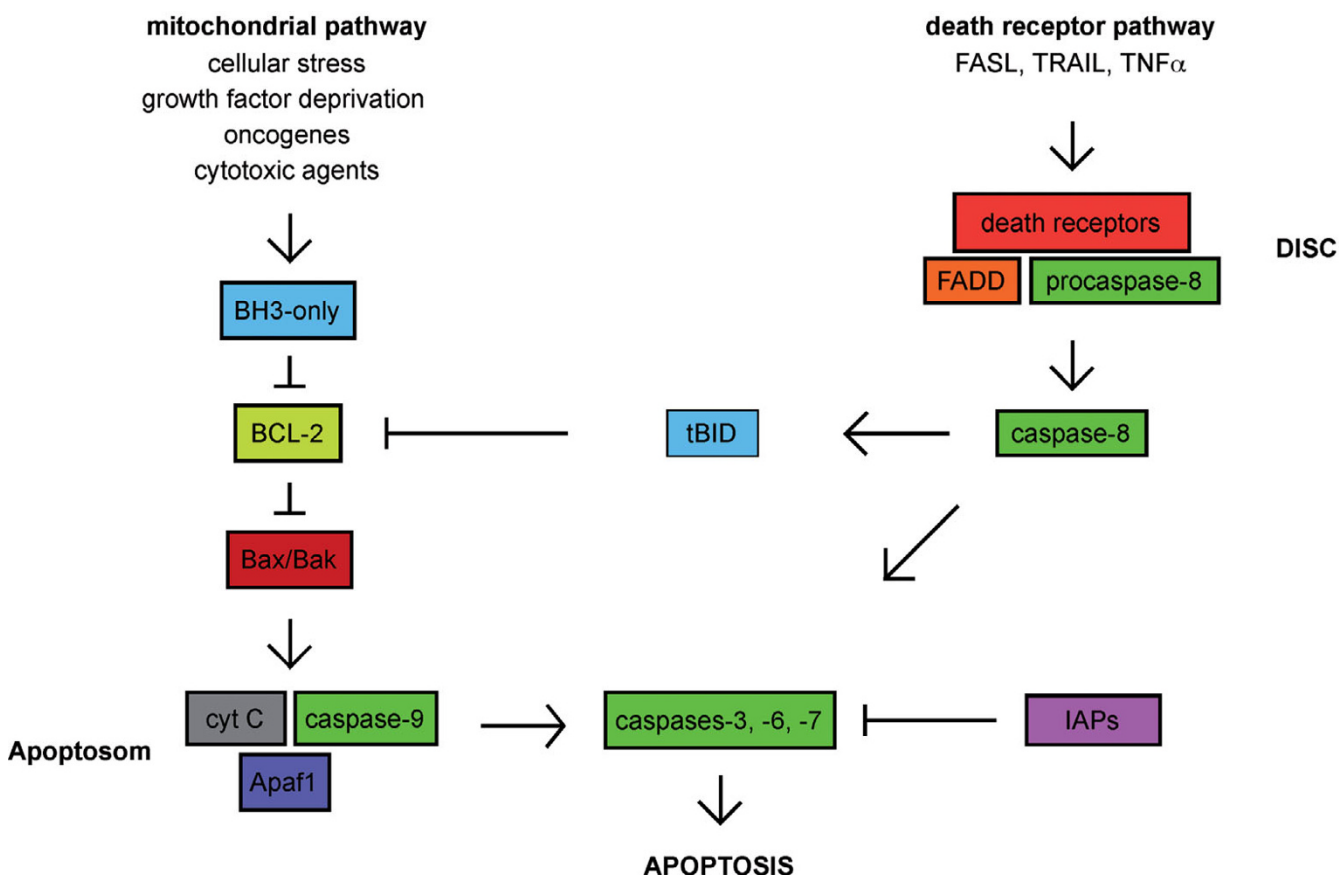 mitochondrial pathway
cellular stress
growth factor deprivation
oncogenes
cytotoxic agents
death receptor pathway
FASL, TRAIL, TNFα
death receptors
DISC
FADD
procaspase-8
BH3-only
BCL-2
tBID
caspase-8
Bax/Bak
cyt C
caspase-9
caspases-3, -6, -7
IAPs
Apoptosom
Apaf1
APOPTOSIS